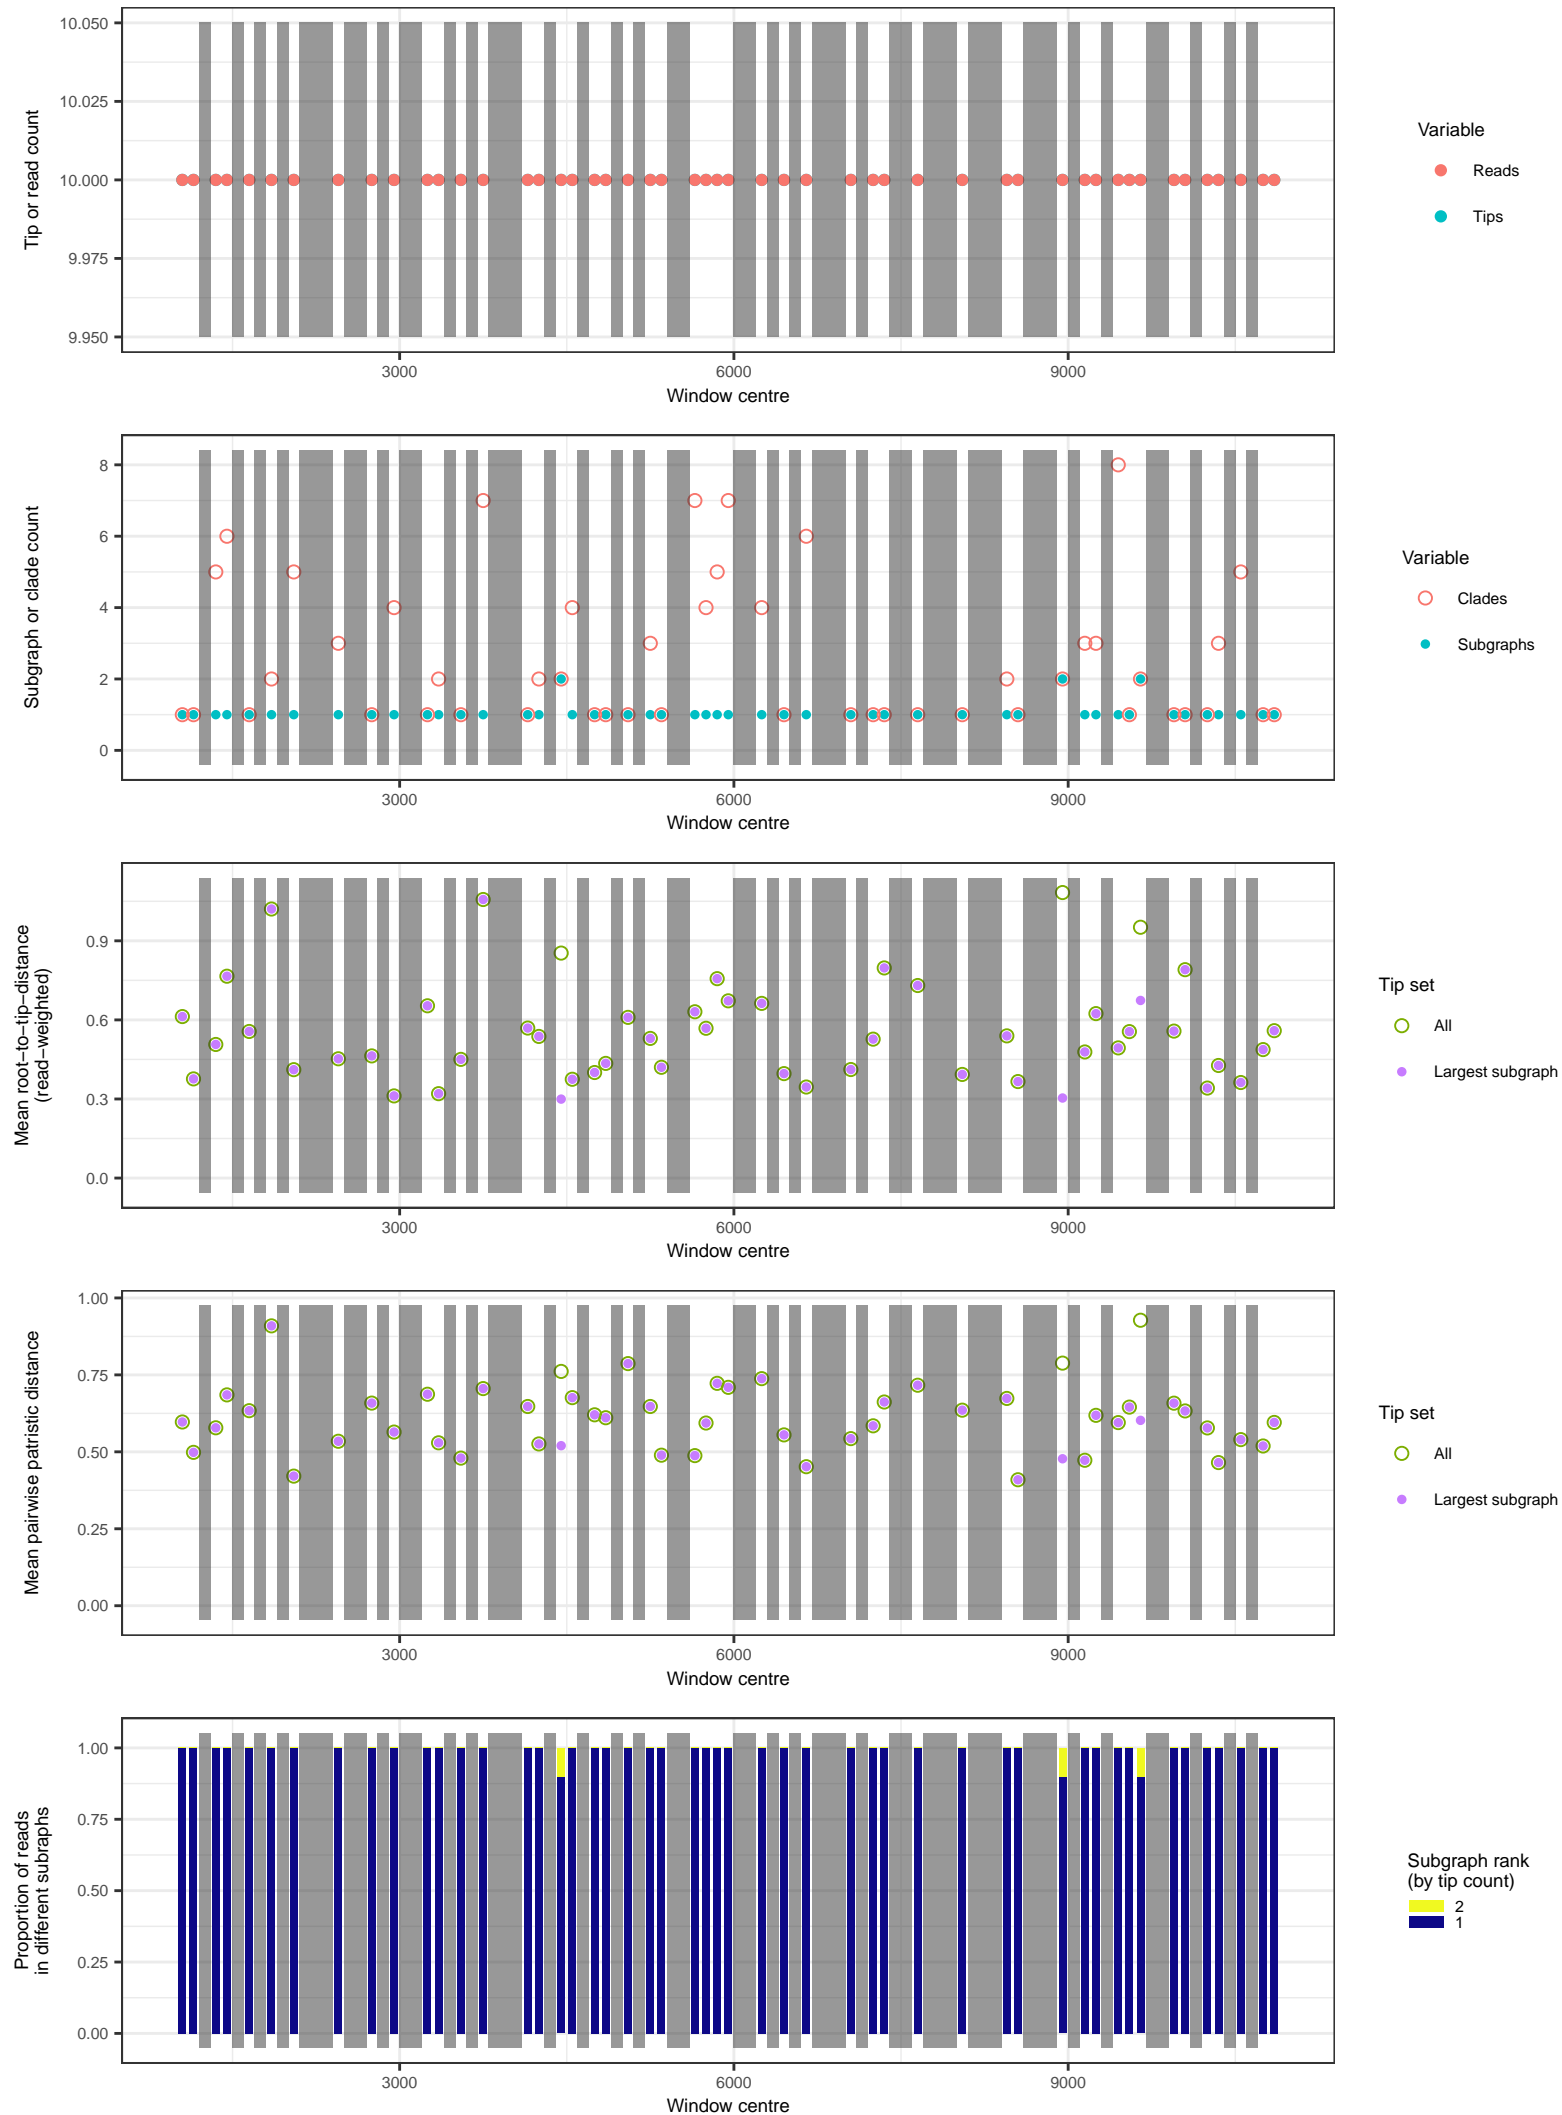 10.050
10.025
10.000
9.975
9.950
Tip or read count
3000 6000 9000
Window centre
Variable
Reads
Tips
8
6
4
2
0
Subgraph or clade count
3000 6000 9000
Window centre
Variable
Clades
Subgraphs
0.9
0.6
0.3
0.0
Mean root−to−tip−distance
(read−weighted)
3000 6000 9000
Window centre
Tip set
All
Largest subgraph
1.00
0.75
0.50
0.25
0.00
Mean pairwise patristic distance
3000 6000 9000
Window centre
Tip set
All
Largest subgraph
1.00
0.75
0.50
0.25
0.00
Proportion of reads
in different subraphs
3000 6000 9000
Window centre
Subgraph rank
(by tip count)
2
1